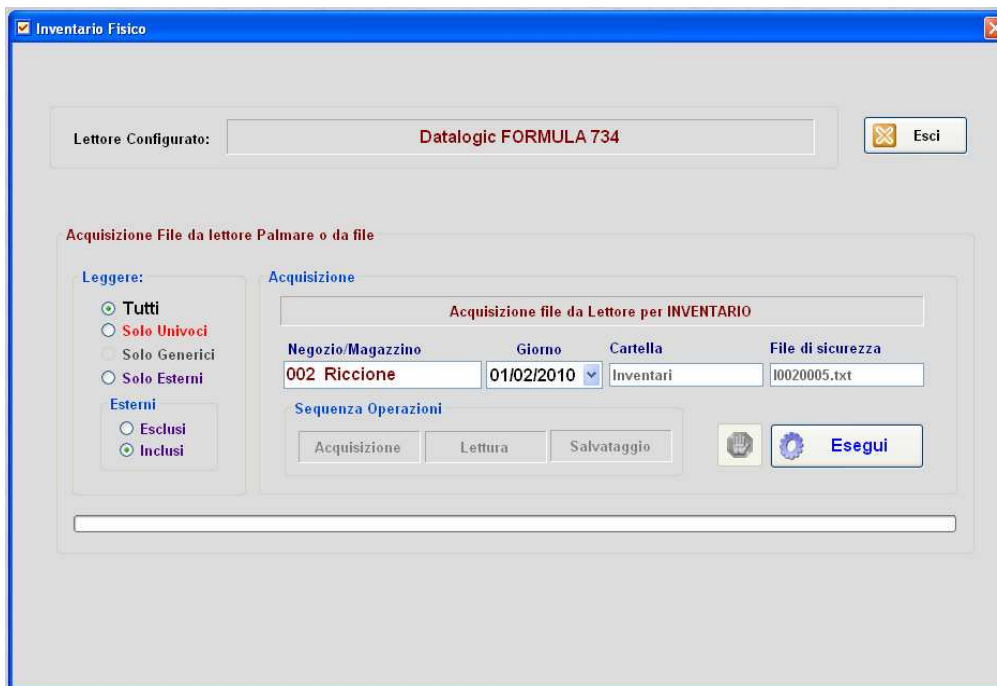 Inventario Fisico
Lettore Configurato:
Datalogic FORMULA 734
Esci
Acquisizione File da lettore Palmare o da file
Leggere:
Tutti
Solo Univoci
Solo Generici
Solo Esterni
Esterni
Esclusi
Inclusi
Acquisizione
Acquisizione file da Lettore per INVENTARIO
Negozio/Magazzino Giorno Cartella File di sicurezza
002 Riccione 01/02/2010 Inventari I0020005.txt
Sequenza Operazioni
Acquisizione Lettura Salvataggio
Esegui